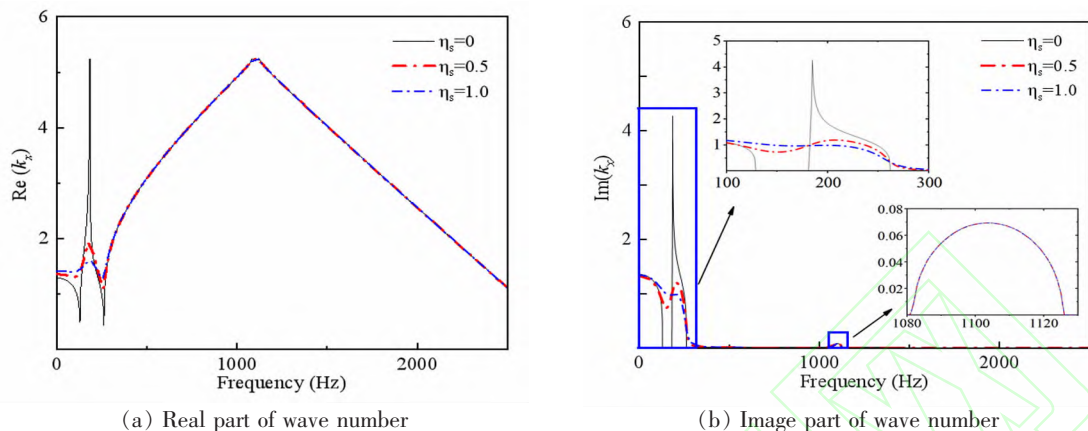 6
4
2
0
1000
2000
Re (kₓ)
Frequency (Hz)
ηₛ=0
ηₛ=0.5
ηₛ=1.0
(a) Real part of wave number
6
4
2
0
0
1000
2000
Im(kₓ)
Frequency (Hz)
ηₛ=0
ηₛ=0.5
ηₛ=1.0
5
4
3
2
1
100
200
300
0.08
0.06
0.04
0.02
1080
1100
1120
(b) Image part of wave number